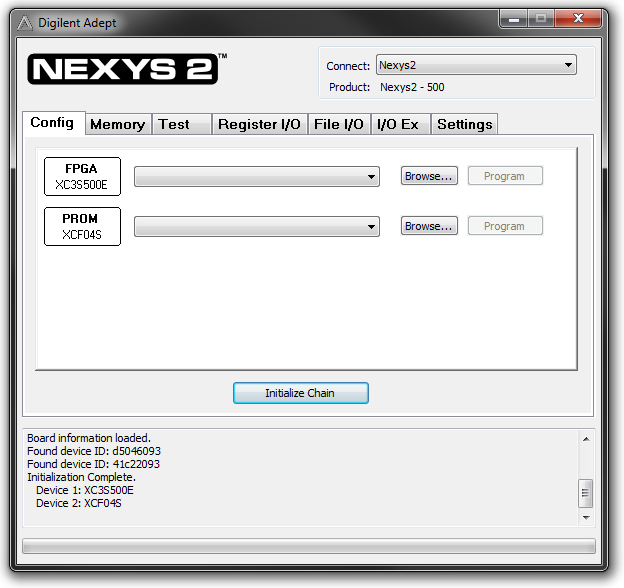 Digilent Adept
NEXYS 2™
Connect: Nexys2
Product: Nexys2 - 500
Config Memory Test Register I/O File I/O I/O Ex Settings
FPGA
XC3S500E
Browse... Program
PROM
XCF04S
Browse... Program
Initialize Chain
Board information loaded.
Found device ID: d5046093
Found device ID: 41c22093
Initialization Complete.
Device 1: XC3S500E
Device 2: XCF04S